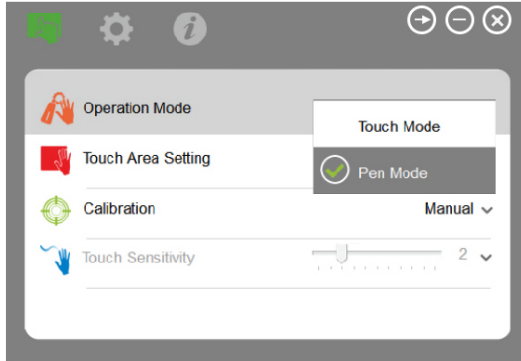 Operation Mode
Touch Mode
Touch Area Setting
Pen Mode
Calibration
Manual
Touch Sensitivity
2